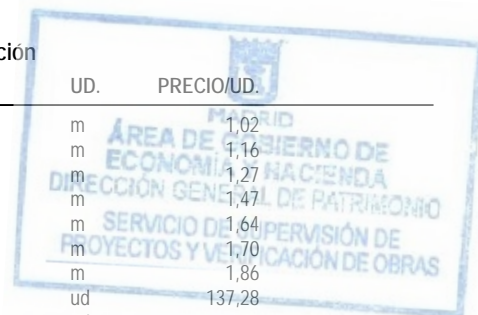 ción
UD. PRECIO/UD.
m 1,02
m 1,16
m 1,27
m 1,47
m 1,64
m 1,70
m 1,86
ud 137,28
MADRID
ÁREA DE GOBIERNO DE
ECONOMÍA Y HACIENDA
DIRECCIÓN GENERAL DE PATRIMONIO
SERVICIO DE SUPERVISIÓN DE
PROYECTOS Y VERIFICACIÓN DE OBRAS